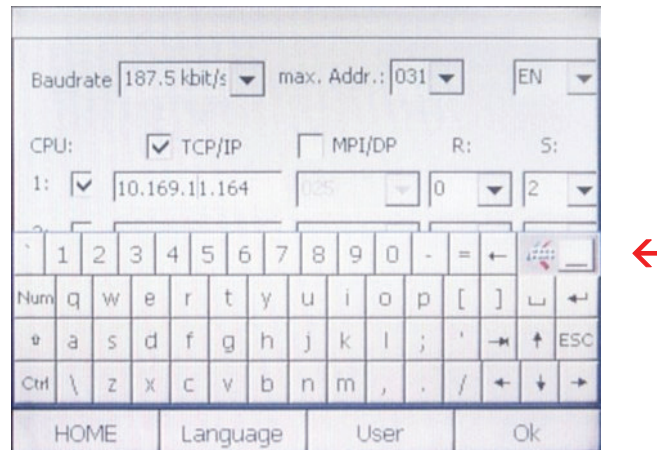 Baudrate 187.5 kbit/s max. Addr.: 031 EN
CPU: TCP/IP MPI/DP R: S:
1: 10.169.11.164 025 0 2
` 1 2 3 4 5 6 7 8 9 0 - = ←
Num q w e r t y u i o p [ ] ⌴ ↵
⇧ a s d f g h j k l ; ' ⇥ ↑ ESC
Ctrl \ z x c v b n m , . / ← ↓ →
HOME Language User Ok